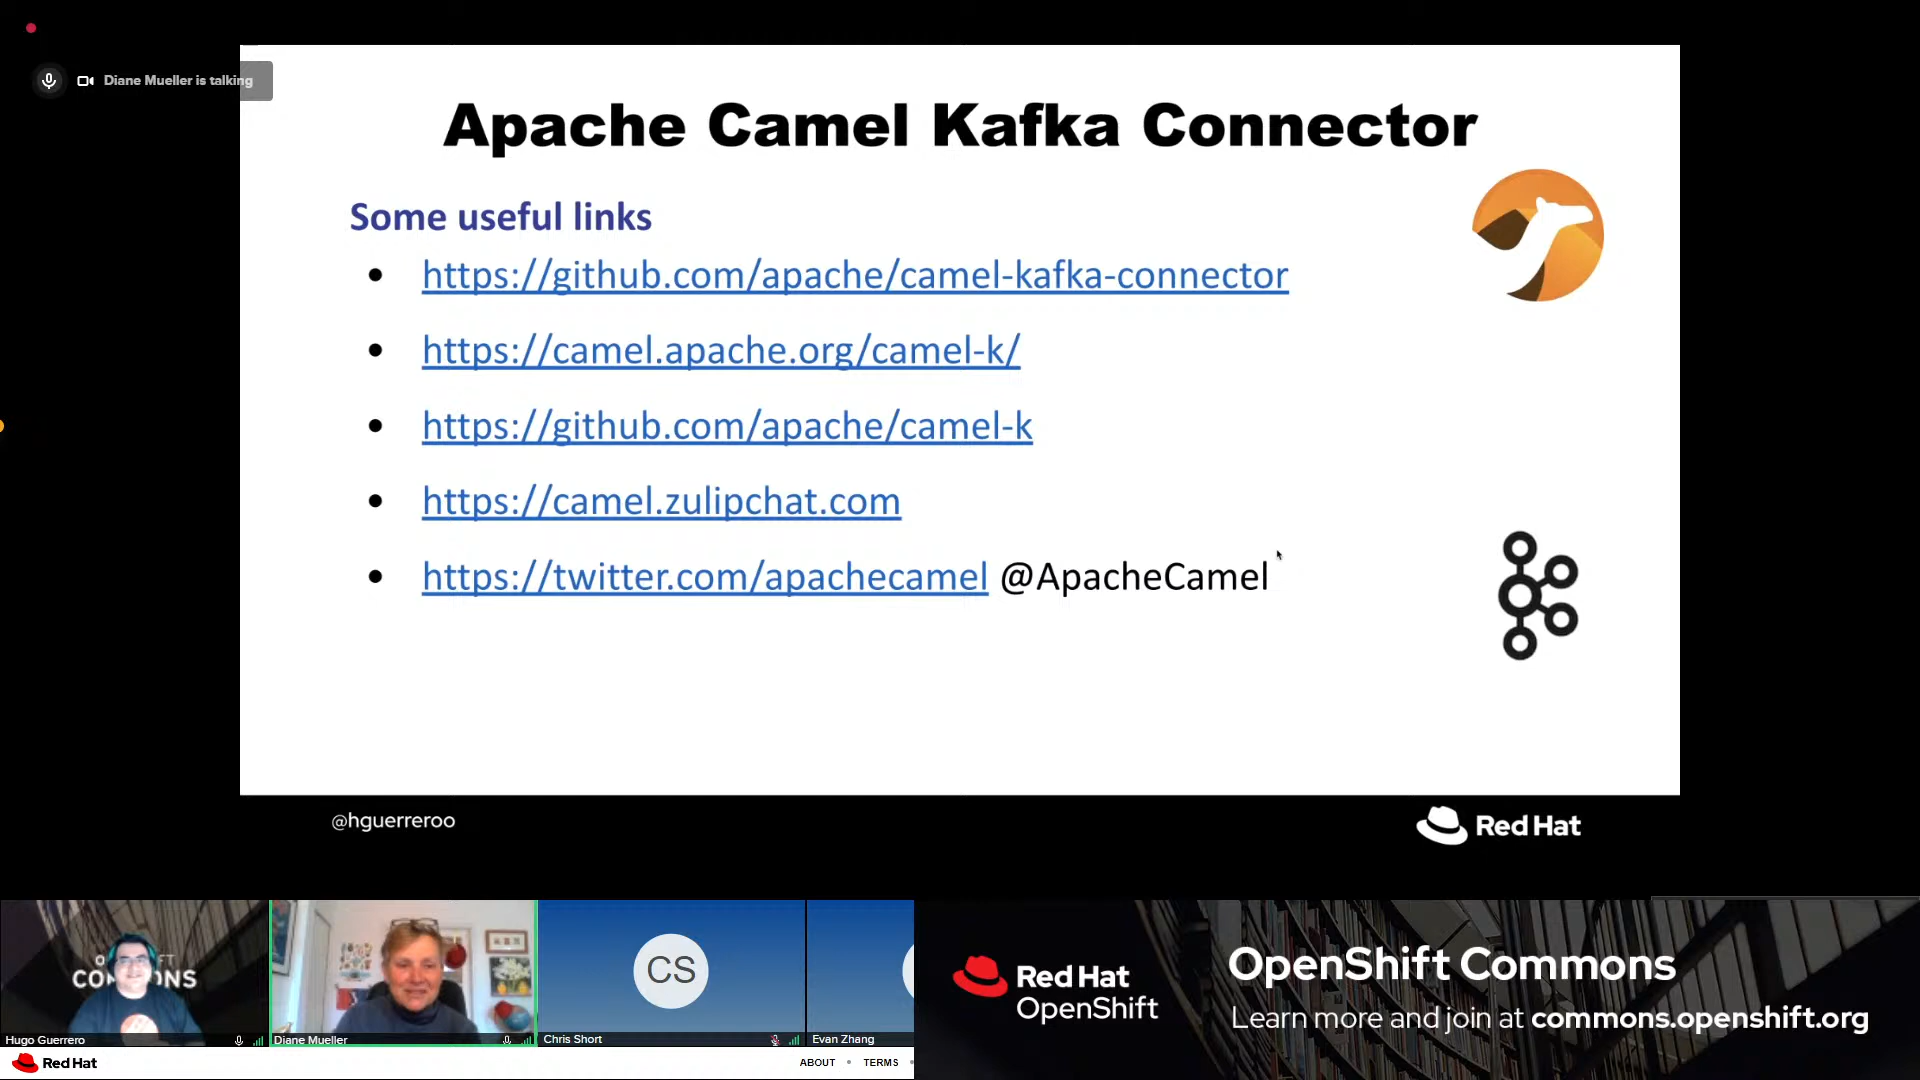 Diane Mueller is talking
Apache Camel Kafka Connector
Some useful links
https://github.com/apache/camel-kafka-connector
https://camel.apache.org/camel-k/
https://github.com/apache/camel-k
https://camel.zulipchat.com
https://twitter.com/apachecamel @ApacheCamel
@hguerreroo
Red Hat
COMMONS
Hugo Guerrero
Diane Mueller
CS
Chris Short
Evan Zhang
Red Hat
OpenShift
OpenShift Commons
Learn more and join at commons.openshift.org
Red Hat
ABOUT • TERMS •